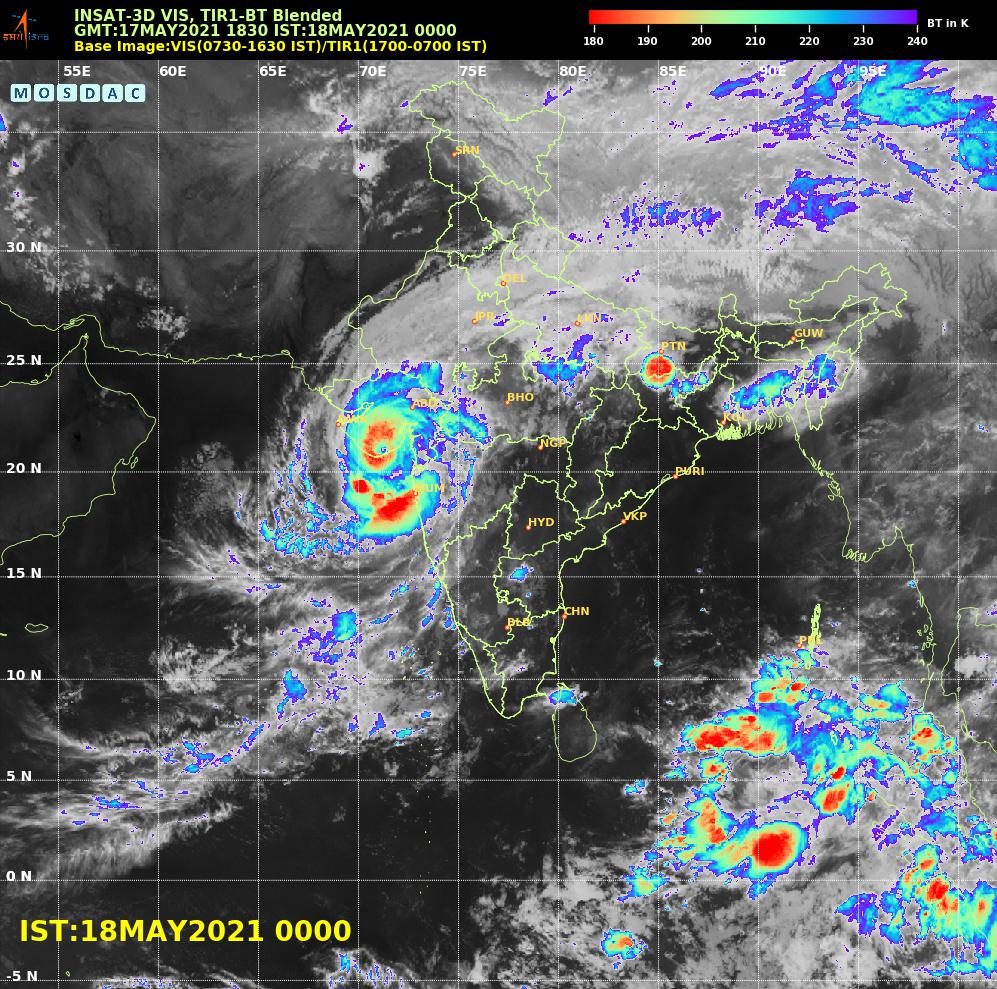 INSAT-3D VIS, TIR1-BT Blended
GMT:17MAY2021 1830 IST:18MAY2021 0000
Base Image:VIS(0730-1630 IST)/TIR1(1700-0700 IST)
BT in K
180 190 200 210 220 230 240
55E 60E 65E 70E 75E 80E 85E 90E 95E
MOSDAC
SRN
30 N
DEL
JPR
LKN
GUW
PTN
25 N
BHO
ABD
KOL
NGP
20 N
PURI
MUM
HYD
VKP
15 N
CHN
BLR
10 N
5 N
0 N
IST:18MAY2021 0000
-5 N